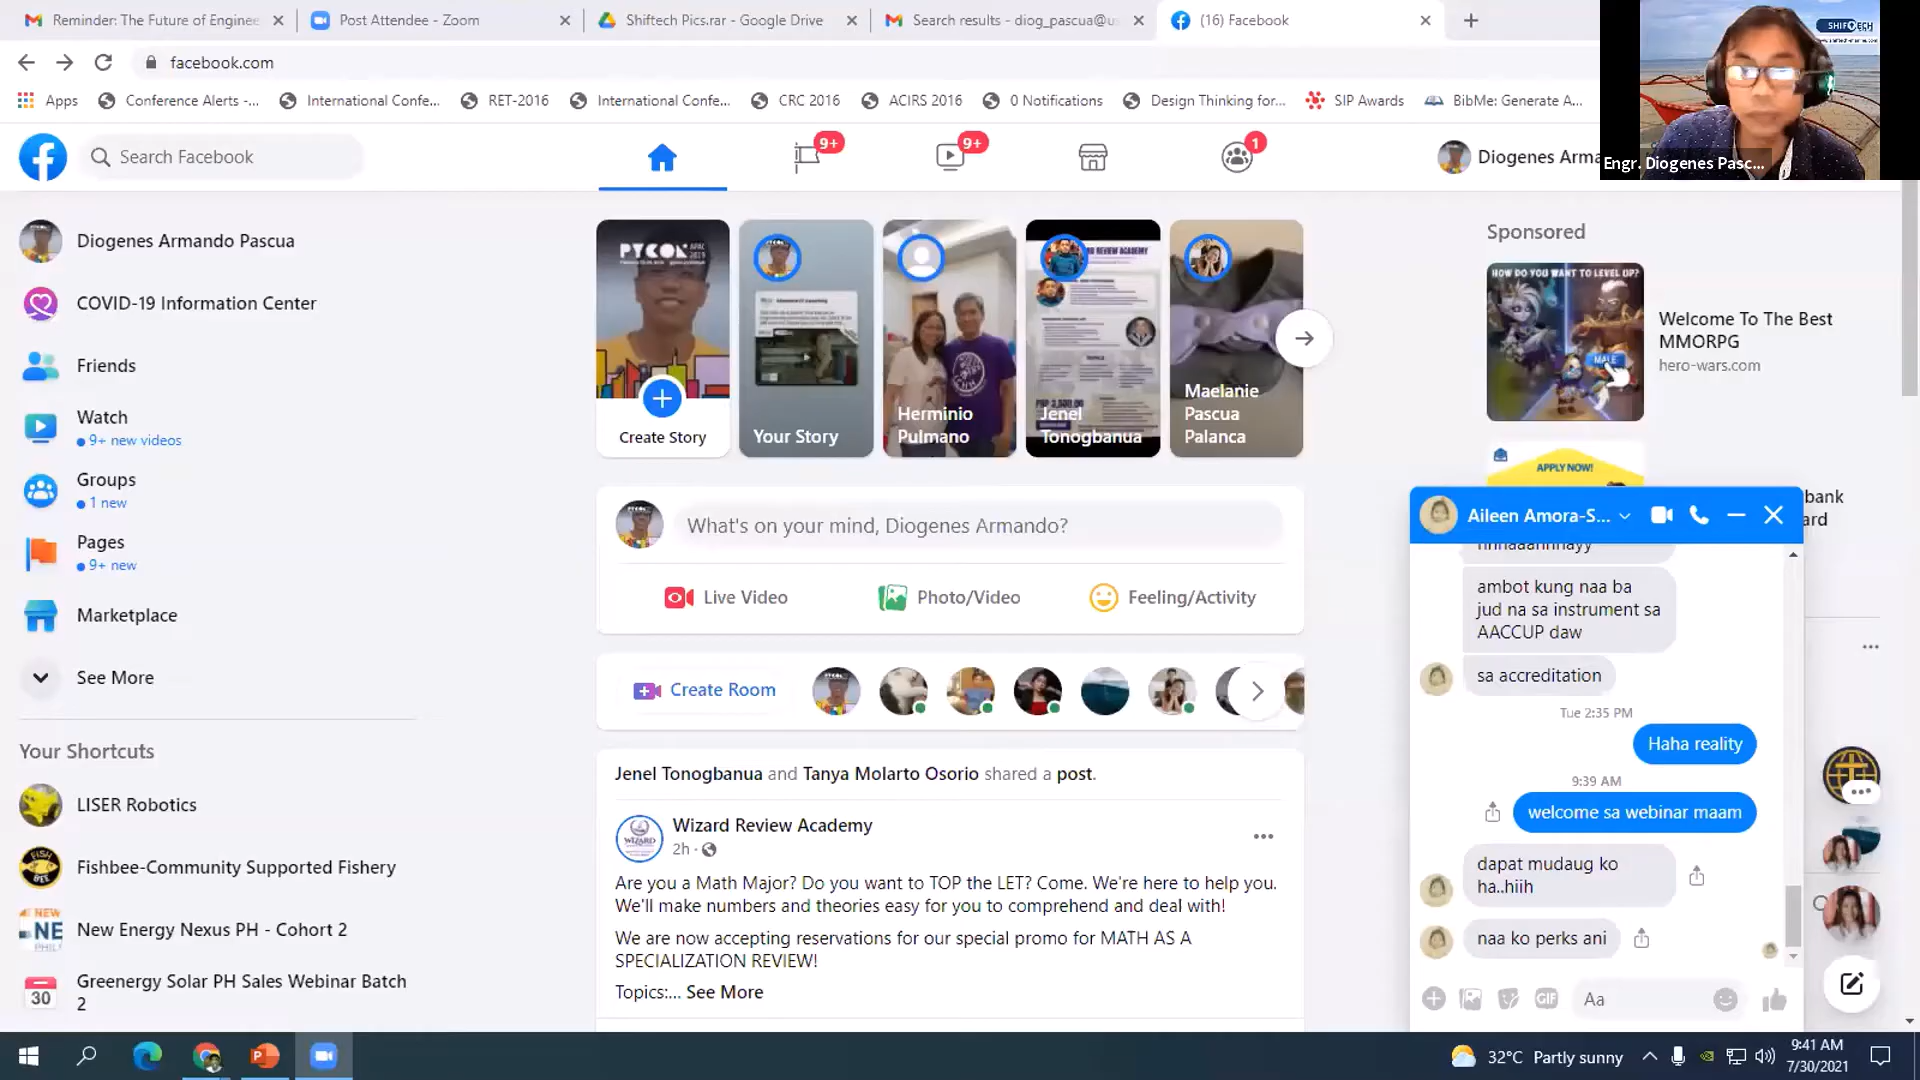 Reminder: The Future of Enginee
Post Attendee - Zoom
Shiftech Pics.rar - Google Drive
Search results - diog_pascua@us
(16) Facebook
facebook.com
Apps
Conference Alerts -...
International Confe...
RET-2016
International Confe...
CRC 2016
ACIRS 2016
0 Notifications
Design Thinking for...
SIP Awards
BibMe: Generate A...
SHIFTECH
Engr. Diogenes Pasc...
Search Facebook
9+
9+
1
Diogenes Arma
Diogenes Armando Pascua
COVID-19 Information Center
Friends
Watch
9+ new videos
Groups
1 new
Pages
9+ new
Marketplace
See More
Your Shortcuts
LISER Robotics
Fishbee-Community Supported Fishery
New Energy Nexus PH - Cohort 2
Greenergy Solar PH Sales Webinar Batch
2
30
PYCON APAC
Create Story
Your Story
Herminio
Pulmano
REVIEW ACADEMY
Jenel
Tonogbanua
Maelanie
Pascua
Palanca
What's on your mind, Diogenes Armando?
Live Video
Photo/Video
Feeling/Activity
Create Room
Jenel Tonogbanua and Tanya Molarto Osorio shared a post.
Wizard Review Academy
2h ·
Are you a Math Major? Do you want to TOP the LET? Come. We're here to help you.
We'll make numbers and theories easy for you to comprehend and deal with!
We are now accepting reservations for our special promo for MATH AS A
SPECIALIZATION REVIEW!
Topics:... See More
Sponsored
HOW DO YOU WANT TO LEVEL UP?
MALE
Welcome To The Best
MMORPG
hero-wars.com
APPLY NOW!
bank
ard
Aileen Amora-S...
ambot kung naa ba
jud na sa instrument sa
AACCUP daw
sa accreditation
Tue 2:35 PM
Haha reality
9:39 AM
welcome sa webinar maam
dapat mudaug ko
ha..hiih
naa ko perks ani
GIF
Aa
32°C Partly sunny
9:41 AM
7/30/2021